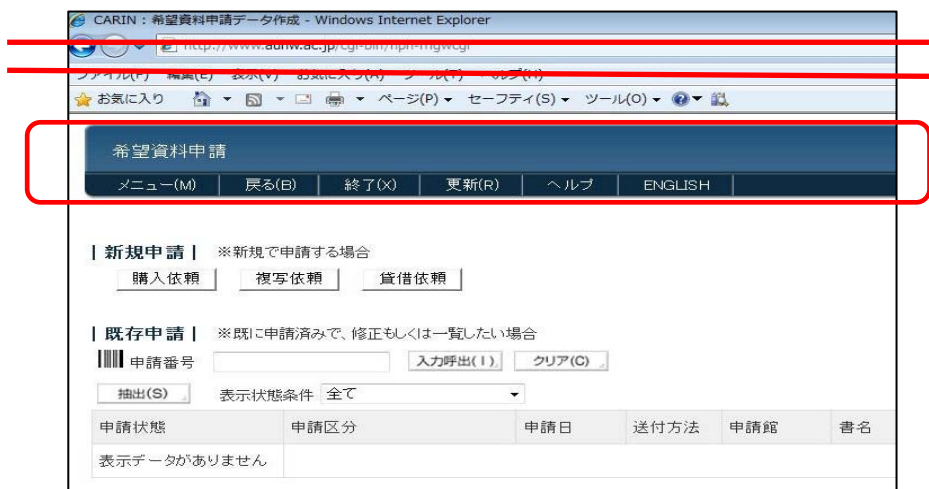 CARIN : 希望資料申請データ作成 - Windows Internet Explorer
お気に入り ページ(P) セーフティ(S) ツール(O)
希望資料申請
メニュー(M) 戻る(B) 終了(X) 更新(R) ヘルプ ENGLISH
| 新規申請 | ※新規で申請する場合
購入依頼 複写依頼 貸借依頼
| 既存申請 | ※既に申請済みで、修正もしくは一覧したい場合
申請番号 入力呼出(I) クリア(C)
抽出(S) 表示状態条件 全て
申請状態 申請区分 申請日 送付方法 申請館 書名
表示データがありません